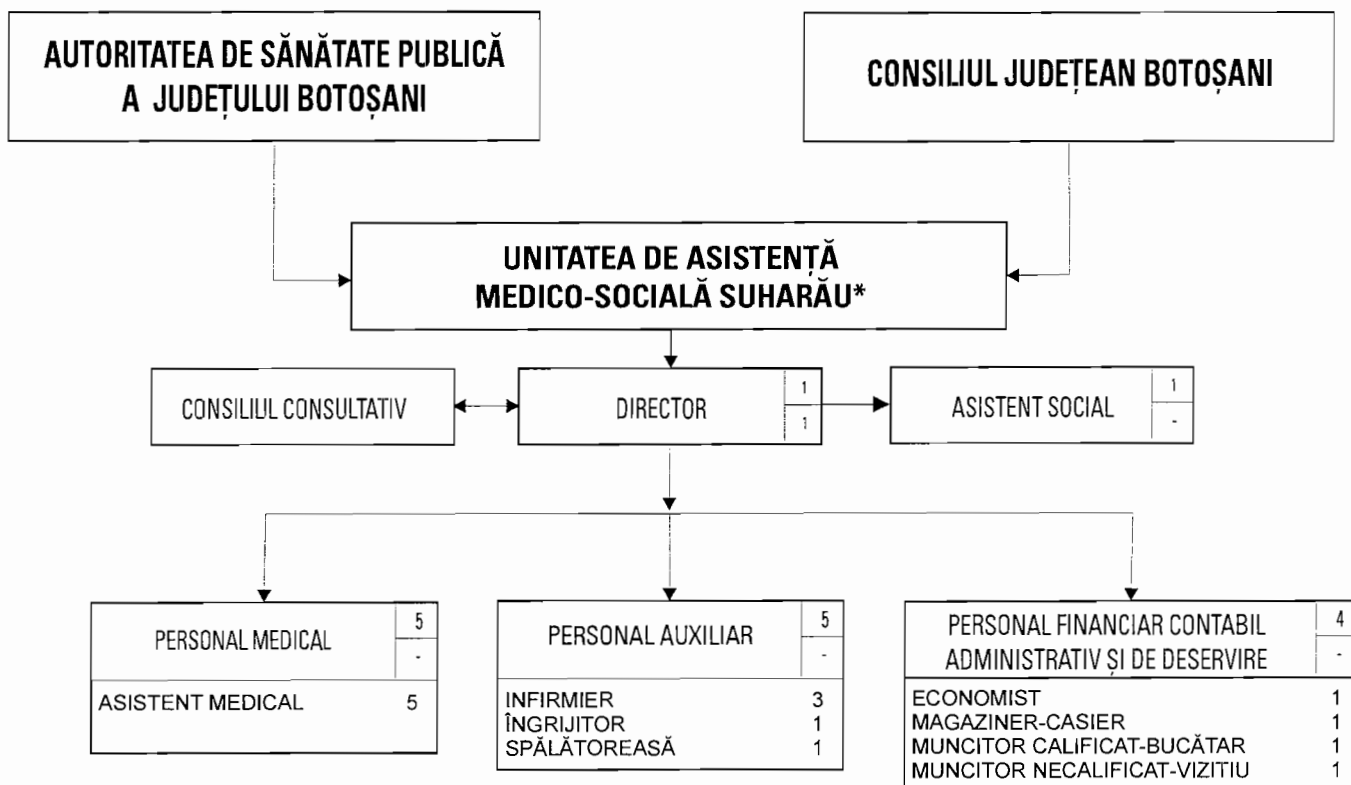 AUTORITATEA DE SĂNĂTATE PUBLICĂ
A JUDEȚULUI BOTOȘANI
CONSILIUL JUDEȚEAN BOTOȘANI
UNITATEA DE ASISTENȚĂ
MEDICO-SOCIALĂ SUHARĂU*
CONSILIUL CONSULTATIV
DIRECTOR
1
1
ASISTENT SOCIAL
1
-
PERSONAL MEDICAL
5
-
ASISTENT MEDICAL 5
PERSONAL AUXILIAR
5
-
INFIRMIER 3
ÎNGRIJITOR 1
SPĂLĂTOREASĂ 1
PERSONAL FINANCIAR CONTABIL
ADMINISTRATIV ȘI DE DESERVIRE
4
-
ECONOMIST 1
MAGAZINER-CASIER 1
MUNCITOR CALIFICAT-BUCĂTAR 1
MUNCITOR NECALIFICAT-VIZITIU 1